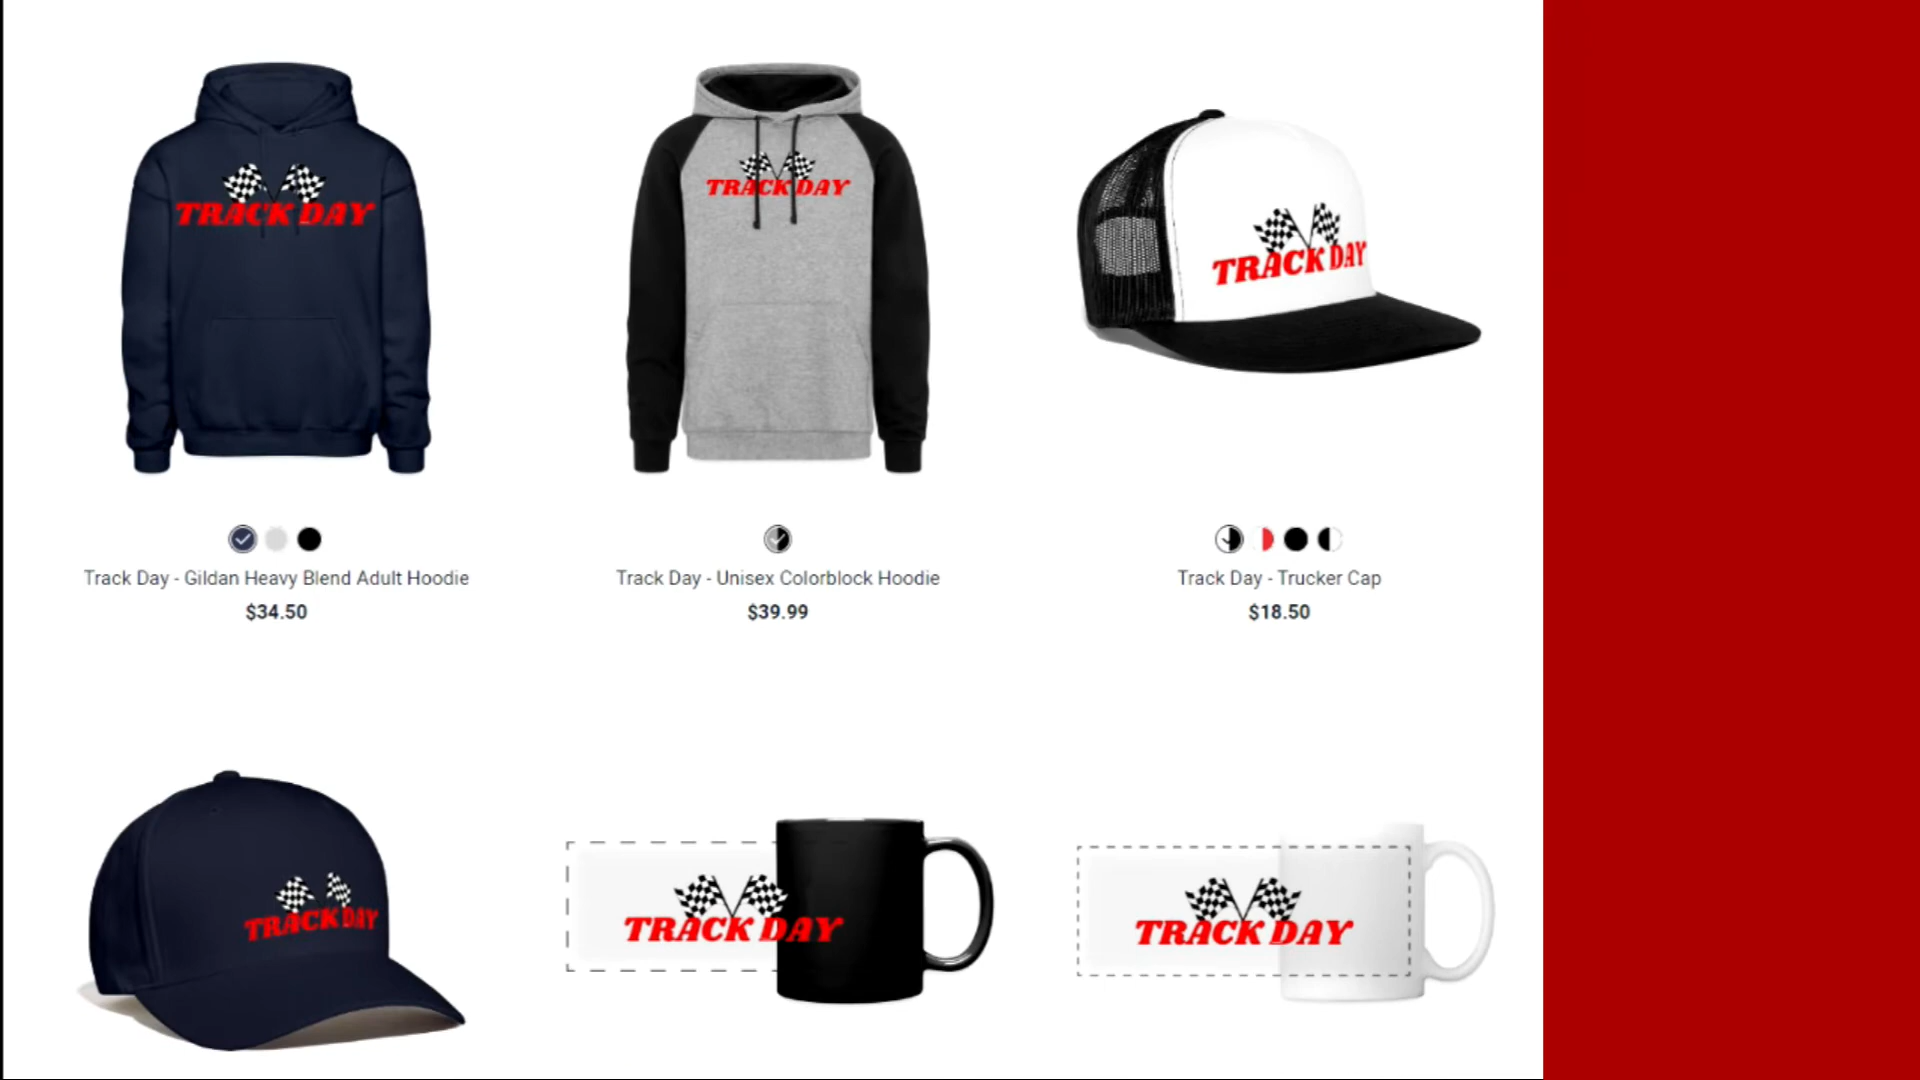 TRACK DAY
TRACK DAY
TRACK DAY
Track Day - Gildan Heavy Blend Adult Hoodie
$34.50
Track Day - Unisex Colorblock Hoodie
$39.99
Track Day - Trucker Cap
$18.50
TRACK DAY
TRACK DAY
TRACK DAY